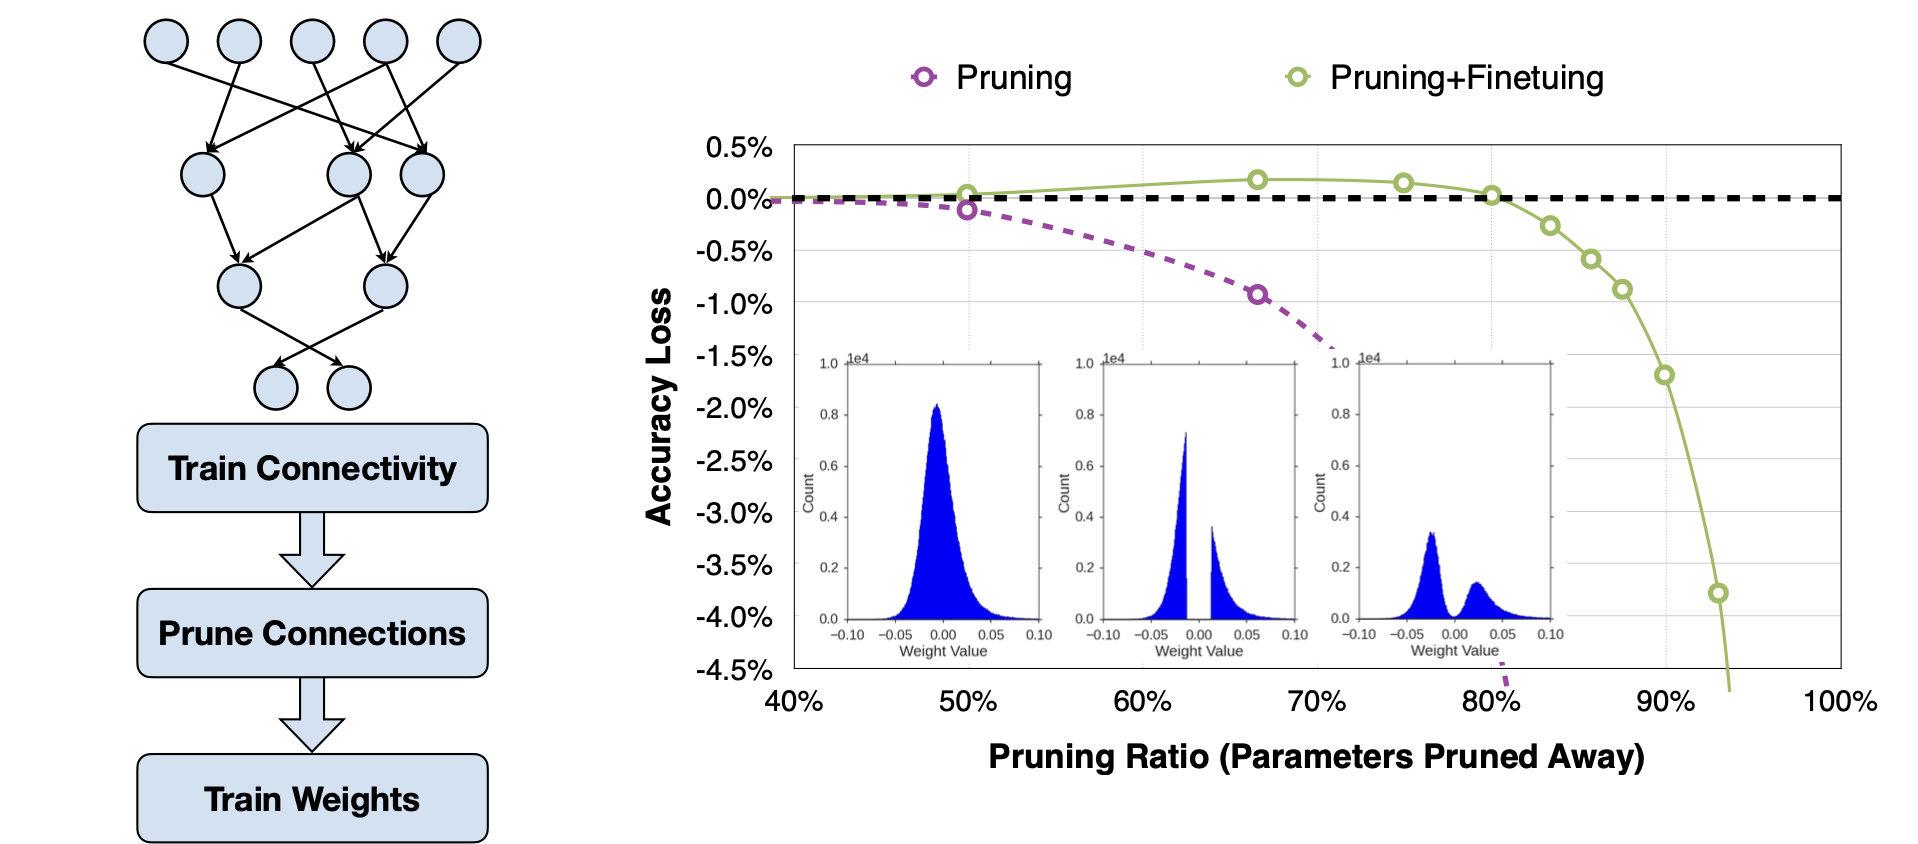 Train Connectivity
Prune Connections
Train Weights
Pruning
Pruning+Finetuing
Accuracy Loss
0.5%
0.0%
-0.5%
-1.0%
-1.5%
-2.0%
-2.5%
-3.0%
-3.5%
-4.0%
-4.5%
1e4
1.0
0.8
0.6
0.4
0.2
0.0
Count
−0.10 −0.05 0.00 0.05 0.10
Weight Value
1e4
1.0
0.8
0.6
0.4
0.2
0.0
Count
−0.10 −0.05 0.00 0.05 0.10
Weight Value
1e4
1.0
0.8
0.6
0.4
0.2
0.0
Count
−0.10 −0.05 0.00 0.05 0.10
Weight Value
40% 50% 60% 70% 80% 90% 100%
Pruning Ratio (Parameters Pruned Away)